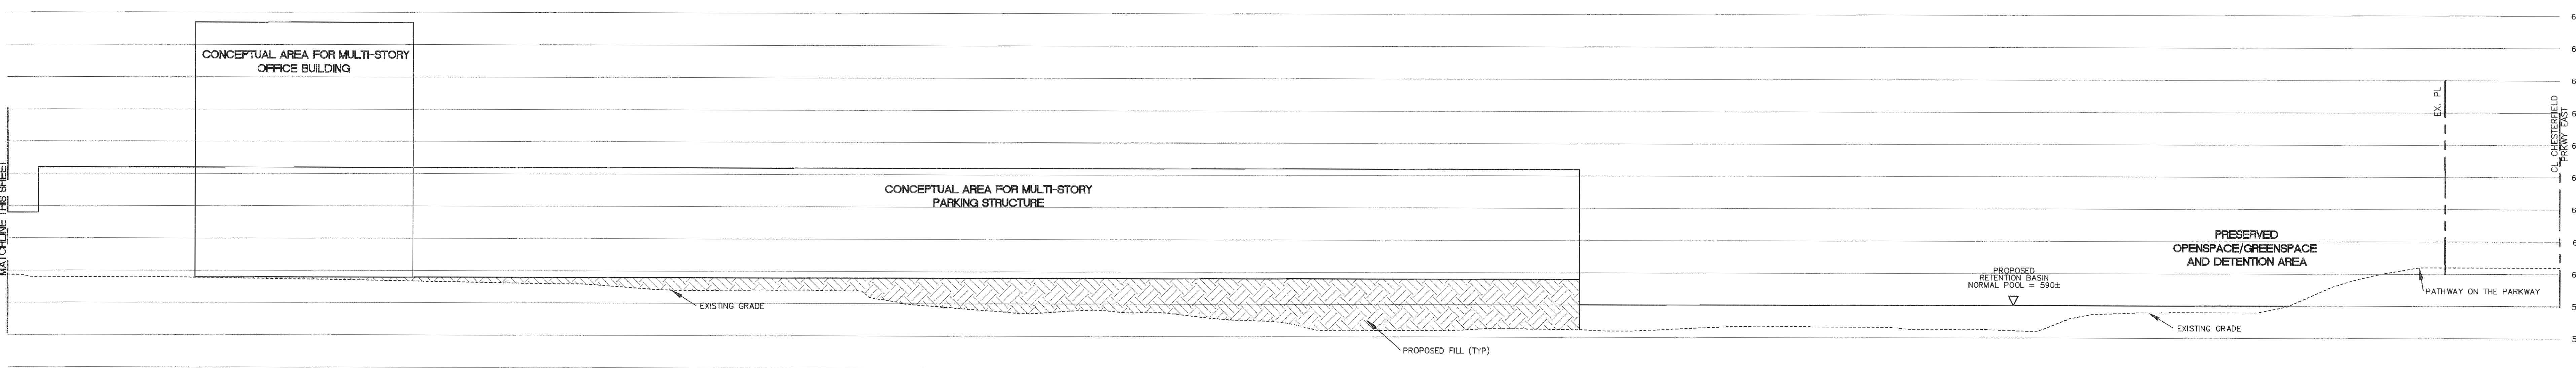 CONCEPTUAL AREA FOR MULTI-STORY
OFFICE BUILDING
MATCHLINE THIS SHEET
CONCEPTUAL AREA FOR MULTI-STORY
PARKING STRUCTURE
EXISTING GRADE
PROPOSED FILL (TYP)
PROPOSED
RETENTION BASIN
NORMAL POOL = 590±
PRESERVED
OPENSPACE/GREENSPACE
AND DETENTION AREA
EX. PL
CL CHESTERFIELD
PRKWY EAST
PATHWAY ON THE PARKWAY
EXISTING GRADE